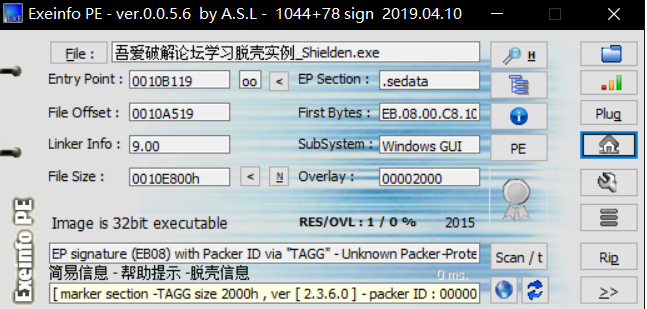 Exeinfo PE - ver.0.0.5.6 by A.S.L - 1044+78 sign 2019.04.10
File : 吾爱破解论坛学习脱壳实例_Shielden.exe H
Entry Point : 0010B119 oo < EP Section : .sedata
File Offset : 0010A519 First Bytes : EB.08.00.C8.10 Plug
Linker Info : 9.00 SubSystem : Windows GUI PE
File Size : 0010E800h < N Overlay : 00002000
Image is 32bit executable RES/OVL : 1 / 0 % 2015
Exeinfo PE
EP signature (EB08) with Packer ID via "TAGG" - Unknown Packer-Prote Scan / t Rip
简易信息 - 帮助提示 -脱壳信息 0 ms.
[ marker section -TAGG size 2000h , ver [ 2.3.6.0 ] - packer ID : 00000 >>